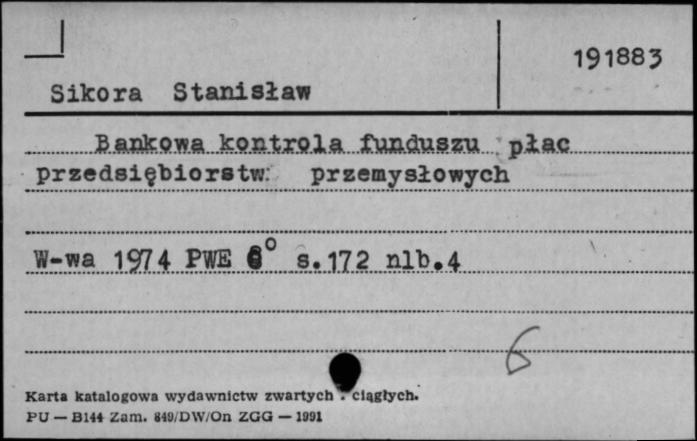 191883
Sikora Stanisław
Bankowa kontrola funduszu płac
przedsiębiorstw przemysłowych
W-wa 1974 PWE 8° s.172 nlb.4
6
Karta katalogowa wydawnictw zwartych . ciągłych.
PU — B144 Zam. 849/DW/On ZGG — 1991